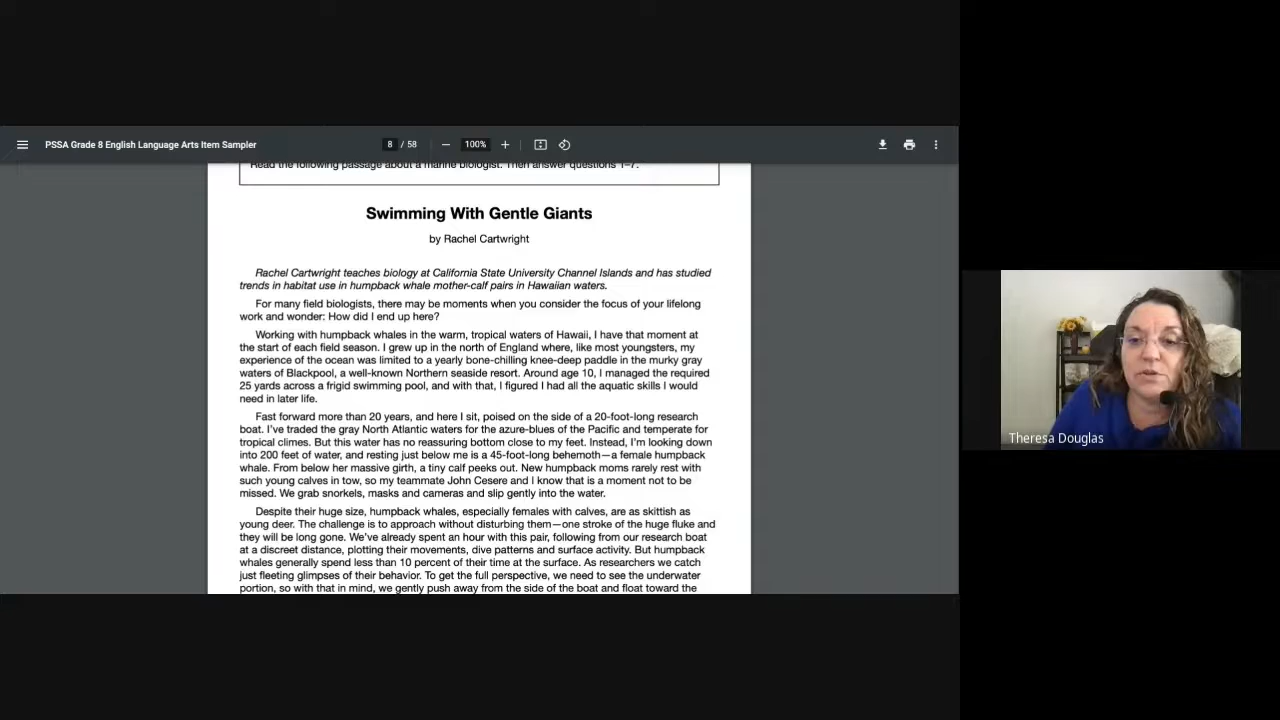 PSSA Grade 8 English Language Arts Item Sampler
8 / 58
100%
Read the following passage about a marine biologist. Then answer questions 1–7.
Swimming With Gentle Giants
by Rachel Cartwright
Rachel Cartwright teaches biology at California State University Channel Islands and has studied
trends in habitat use in humpback whale mother-calf pairs in Hawaiian waters.
For many field biologists, there may be moments when you consider the focus of your lifelong
work and wonder: How did I end up here?
Working with humpback whales in the warm, tropical waters of Hawaii, I have that moment at
the start of each field season. I grew up in the north of England where, like most youngsters, my
experience of the ocean was limited to a yearly bone-chilling knee-deep paddle in the murky gray
waters of Blackpool, a well-known Northern seaside resort. Around age 10, I managed the required
25 yards across a frigid swimming pool, and with that, I figured I had all the aquatic skills I would
need in later life.
Fast forward more than 20 years, and here I sit, poised on the side of a 20-foot-long research
boat. I've traded the gray North Atlantic waters for the azure-blues of the Pacific and temperate for
tropical climes. But this water has no reassuring bottom close to my feet. Instead, I'm looking down
into 200 feet of water, and resting just below me is a 45-foot-long behemoth—a female humpback
whale. From below her massive girth, a tiny calf peeks out. New humpback moms rarely rest with
such young calves in tow, so my teammate John Cesere and I know that is a moment not to be
missed. We grab snorkels, masks and cameras and slip gently into the water.
Despite their huge size, humpback whales, especially females with calves, are as skittish as
young deer. The challenge is to approach without disturbing them—one stroke of the huge fluke and
they will be long gone. We've already spent an hour with this pair, following from our research boat
at a discreet distance, plotting their movements, dive patterns and surface activity. But humpback
whales generally spend less than 10 percent of their time at the surface. As researchers we catch
just fleeting glimpses of their behavior. To get the full perspective, we need to see the underwater
portion, so with that in mind, we gently push away from the side of the boat and float toward the
Theresa Douglas